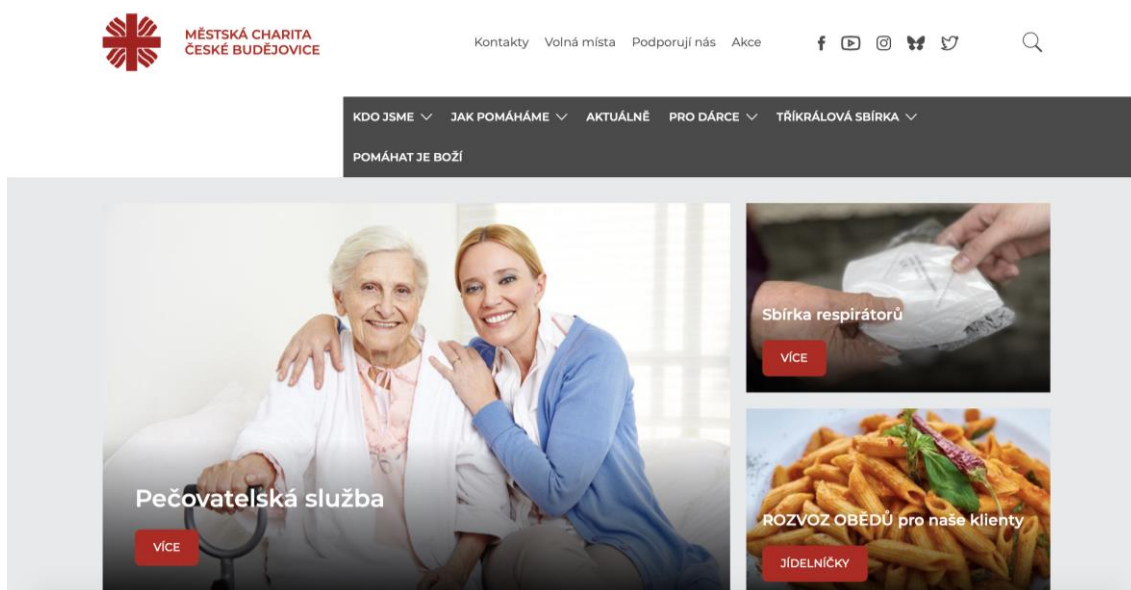 MĚSTSKÁ CHARITA
ČESKÉ BUDĚJOVICE
Kontakty Volná místa Podporují nás Akce
KDO JSME JAK POMÁHÁME AKTUÁLNĚ PRO DÁRCE TŘÍKRÁLOVÁ SBÍRKA
POMÁHAT JE BOŽÍ
Pečovatelská služba
VÍCE
Sbírka respirátorů
VÍCE
ROZVOZ OBĚDŮ pro naše klienty
JÍDELNÍČKY